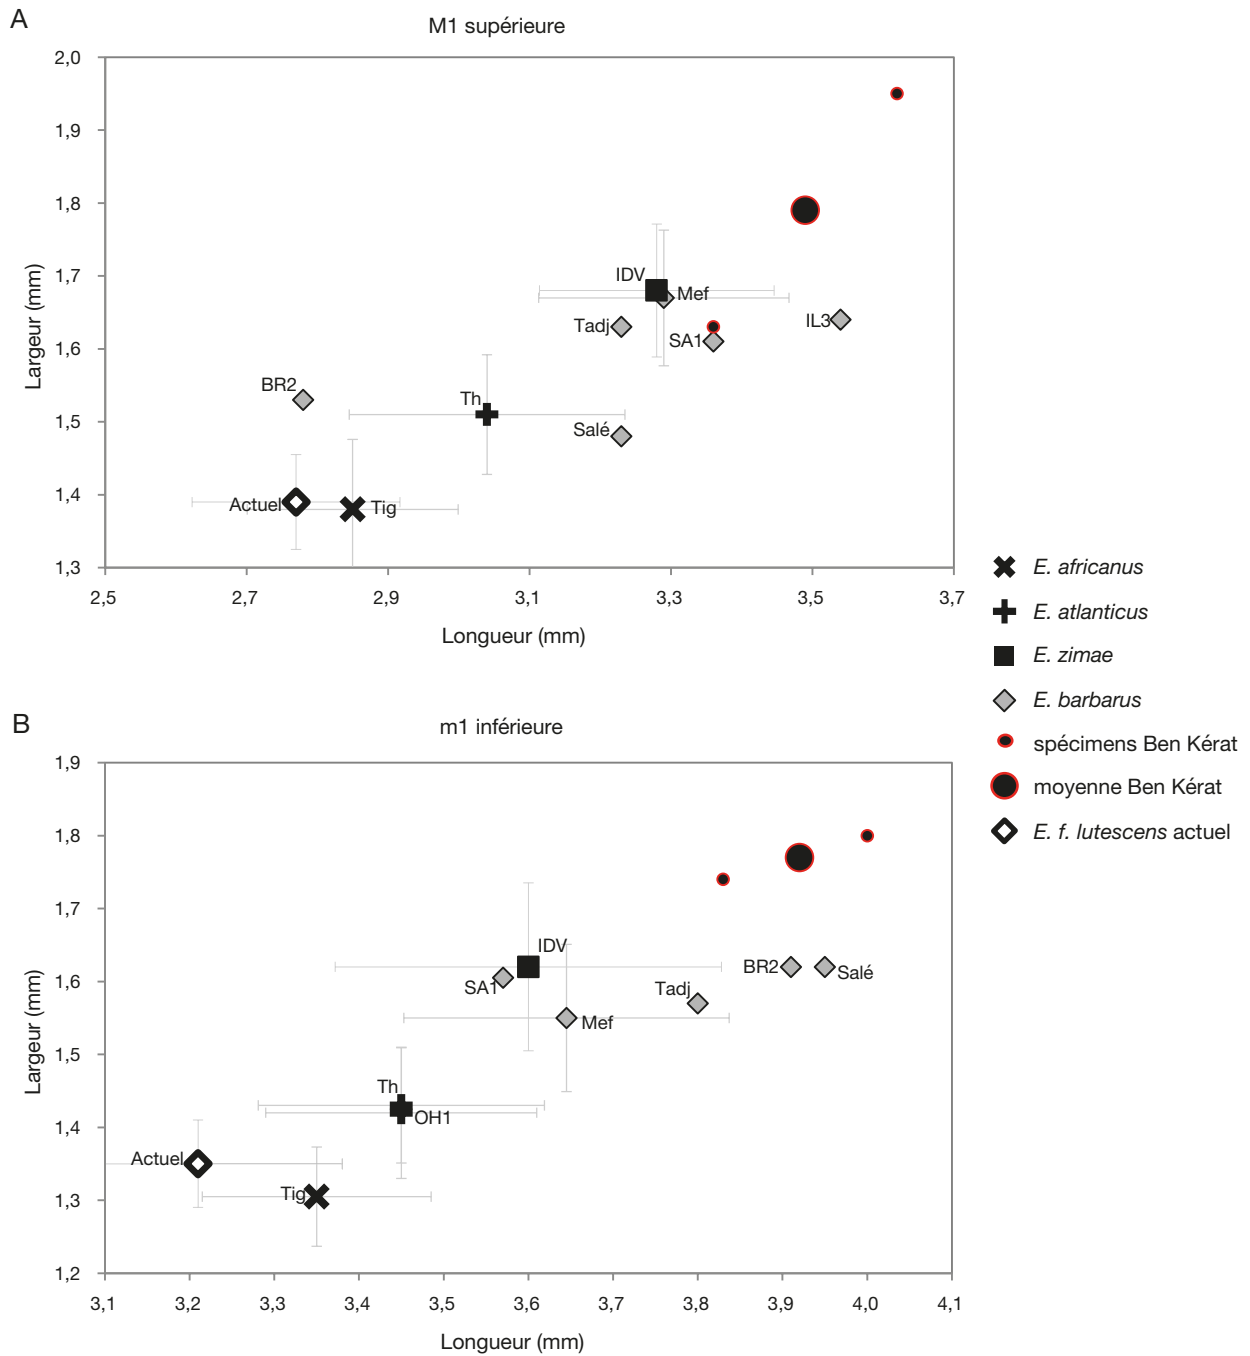 A
M1 supérieure
2,0
1,9
1,8
1,7
1,6
1,5
1,4
1,3
Largeur (mm)
IDV
Mef
Tadj
SA1
IL3
BR2
Th
Salé
Actuel
Tig
2,5 2,7 2,9 3,1 3,3 3,5 3,7
Longueur (mm)
E. africanus
E. atlanticus
E. zimae
E. barbarus
spécimens Ben Kérat
moyenne Ben Kérat
E. f. lutescens actuel
B
m1 inférieure
1,9
1,8
1,7
1,6
1,5
1,4
1,3
1,2
Largeur (mm)
IDV
SA1
BR2
Salé
Tadj
Mef
Th
OH1
Actuel
Tig
3,1 3,2 3,3 3,4 3,5 3,6 3,7 3,8 3,9 4,0 4,1
Longueur (mm)